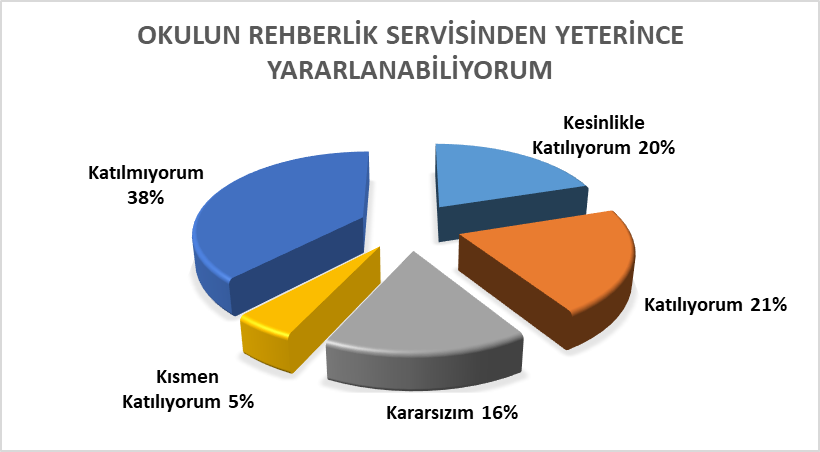 OKULUN REHBERLİK SERVİSİNDEN YETERİNCE
YARARLANABİLİYORUM
Kesinlikle
Katılıyorum 20%
Katılıyorum 21%
Kararsızım 16%
Kısmen
Katılıyorum 5%
Katılmıyorum
38%